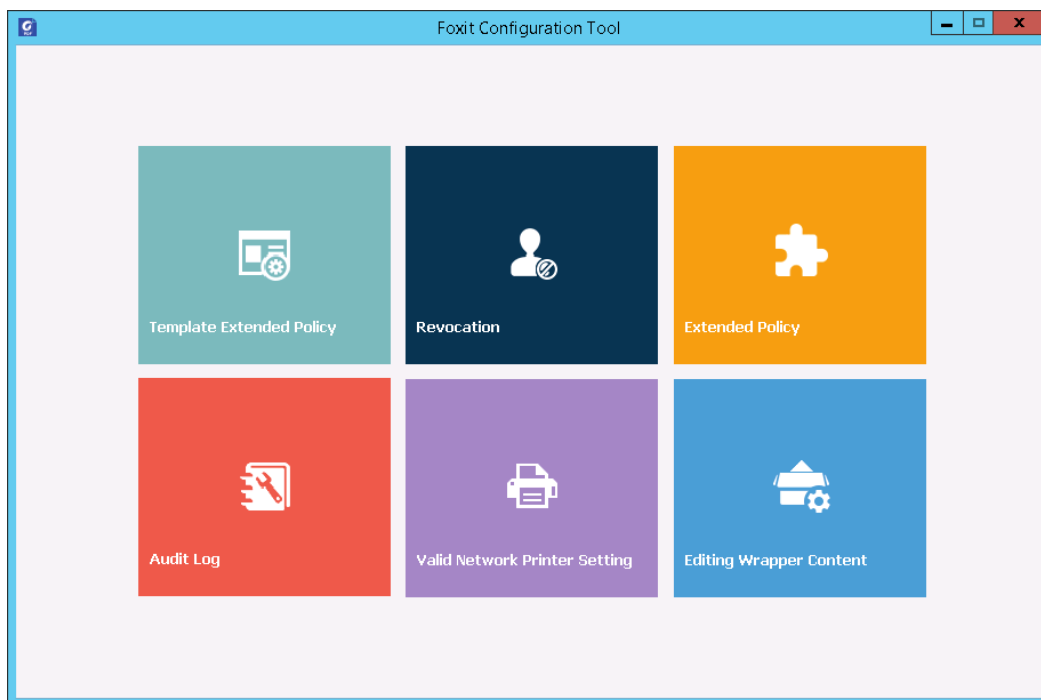 Foxit Configuration Tool
Template Extended Policy
Revocation
Extended Policy
Audit Log
Valid Network Printer Setting
Editing Wrapper Content